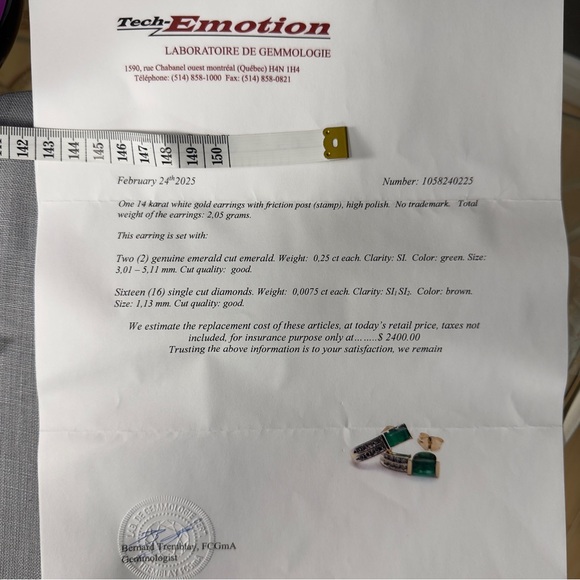 Tech-Emotion
LABORATOIRE DE GEMMOLOGIE
1590, rue Chabanel ouest montréal (Québec) H4N 1H4
Téléphone: (514) 858-1000 Fax: (514) 858-0821
142 143 144 145 146 147 148 149 150
February 24th 2025 Number: 1058240225
One 14 karat white gold earrings with friction post (stamp), high polish. No trademark. Total
weight of the earrings: 2,05 grams.
This earring is set with:
Two (2) genuine emerald cut emerald. Weight: 0,25 ct each. Clarity: SI. Color: green. Size:
3,01 – 5,11 mm. Cut quality: good.
Sixteen (16) single cut diamonds. Weight: 0,0075 ct each. Clarity: SI1 SI2. Color: brown.
Size: 1,13 mm. Cut quality: good.
We estimate the replacement cost of these articles, at today's retail price, taxes not
included, for insurance purpose only at........$ 2400.00
Trusting the above information is to your satisfaction, we remain
Bernard Tremblay, FCGmA
Gemmologist